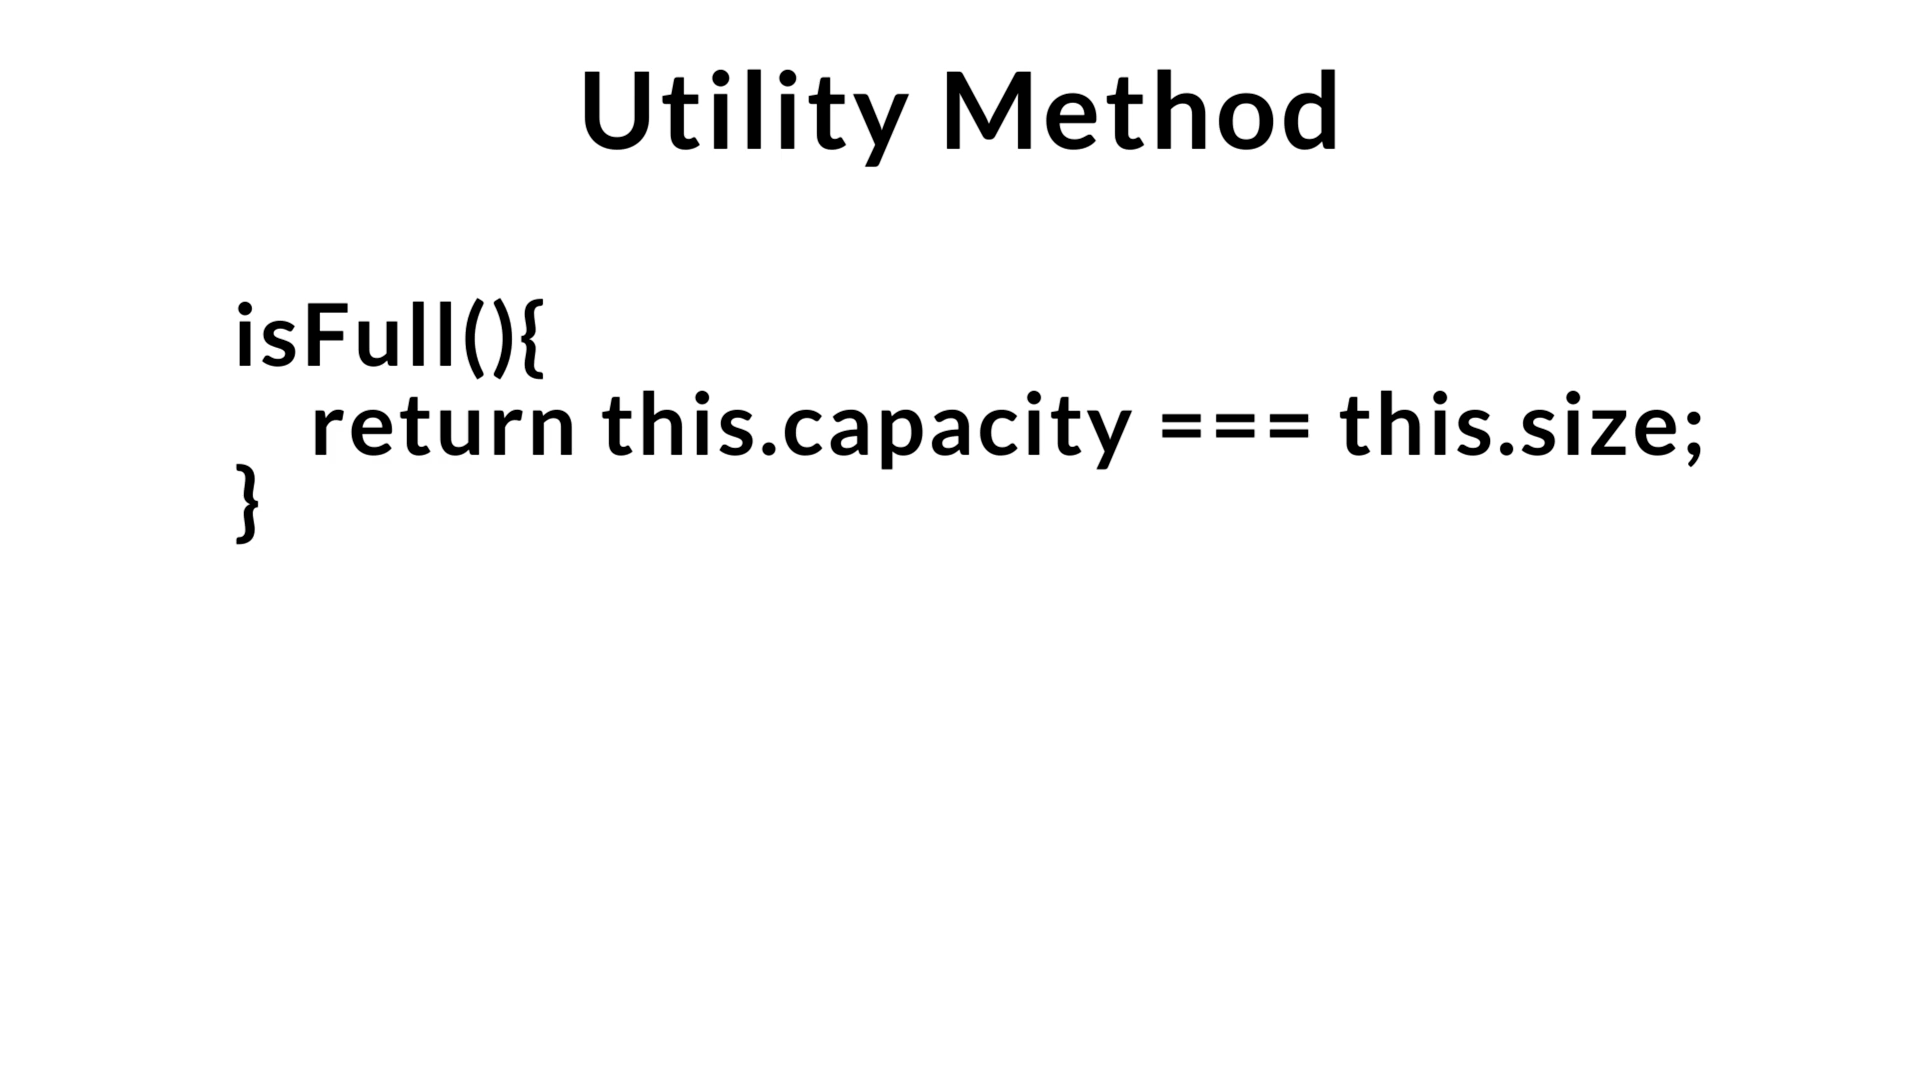 Utility Method
isFull(){
return this.capacity === this.size;
}